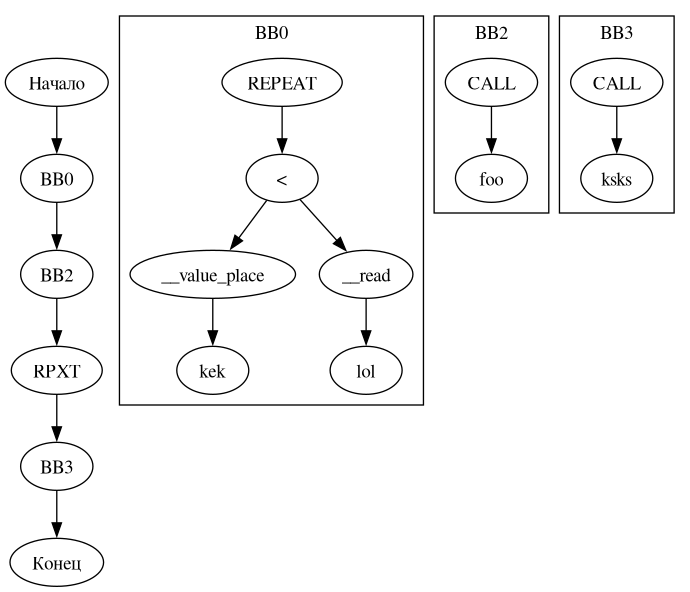 Начало
BB0
BB2
RPXT
BB3
Конец
BB0
REPEAT
<
__value_place
__read
kek
lol
BB2
CALL
foo
BB3
CALL
ksks